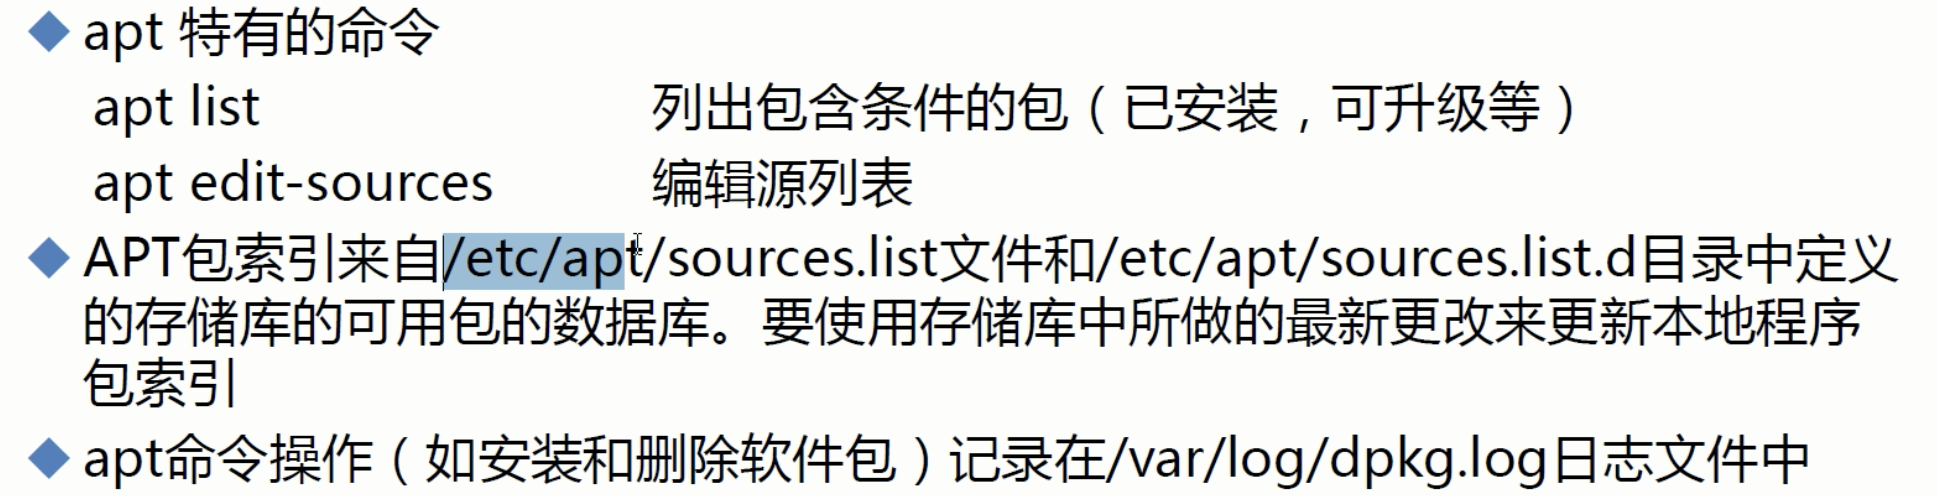 apt 特有的命令
apt list 列出包含条件的包（已安装，可升级等）
apt edit-sources 编辑源列表
APT包索引来自/etc/apt/sources.list文件和/etc/apt/sources.list.d目录中定义
的存储库的可用包的数据库。要使用存储库中所做的最新更改来更新本地程序
包索引
apt命令操作（如安装和删除软件包）记录在/var/log/dpkg.log日志文件中